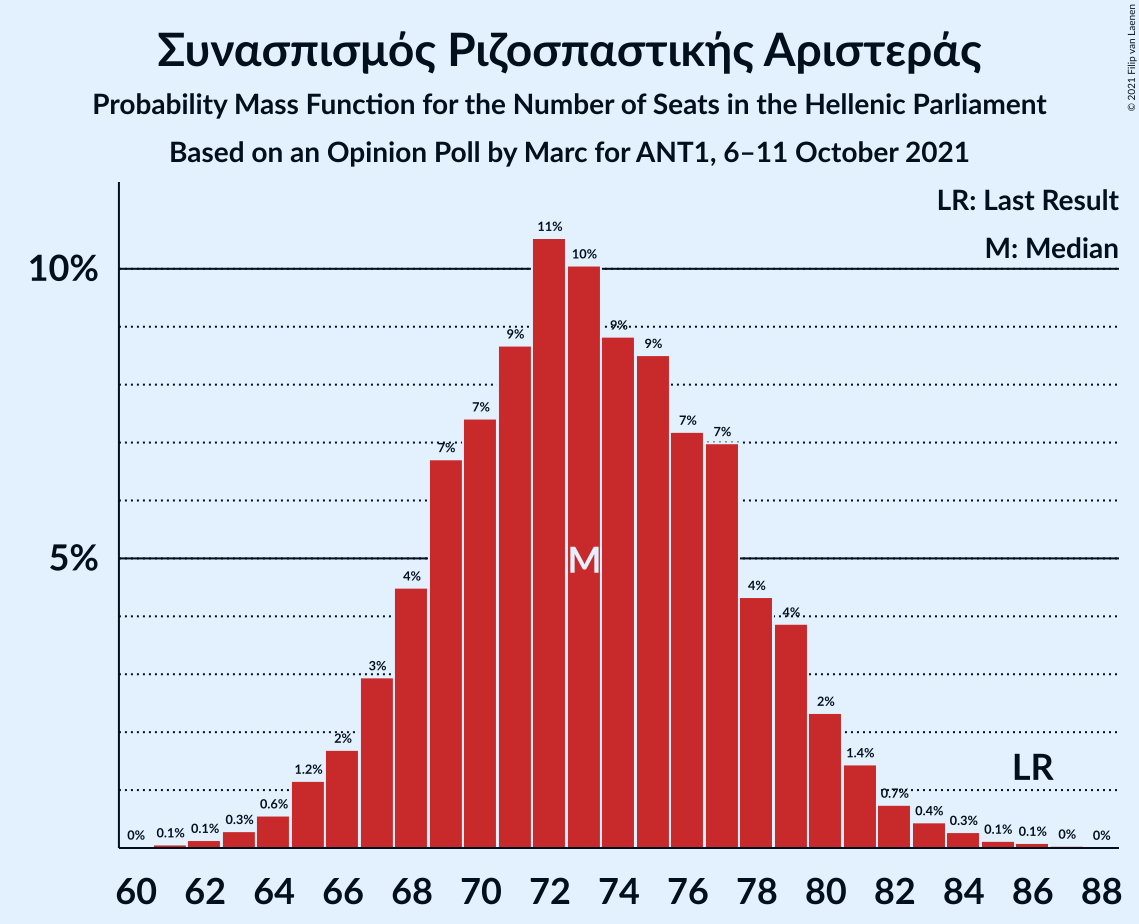 Συνασπισμός Ριζοσπαστικής Αριστεράς
Probability Mass Function for the Number of Seats in the Hellenic Parliament
Based on an Opinion Poll by Marc for ANT1, 6–11 October 2021
© 2021 Filip van Laenen
LR: Last Result
M: Median
10%
5%
0% 0.1% 0.1% 0.3% 0.6% 1.2% 2% 3% 4% 7% 7% 9% 11% 10% 9% 9% 7% 7% 4% 4% 2% 1.4% 0.7% 0.4% 0.3% 0.1% 0.1% 0% 0%
M
LR
60 62 64 66 68 70 72 74 76 78 80 82 84 86 88